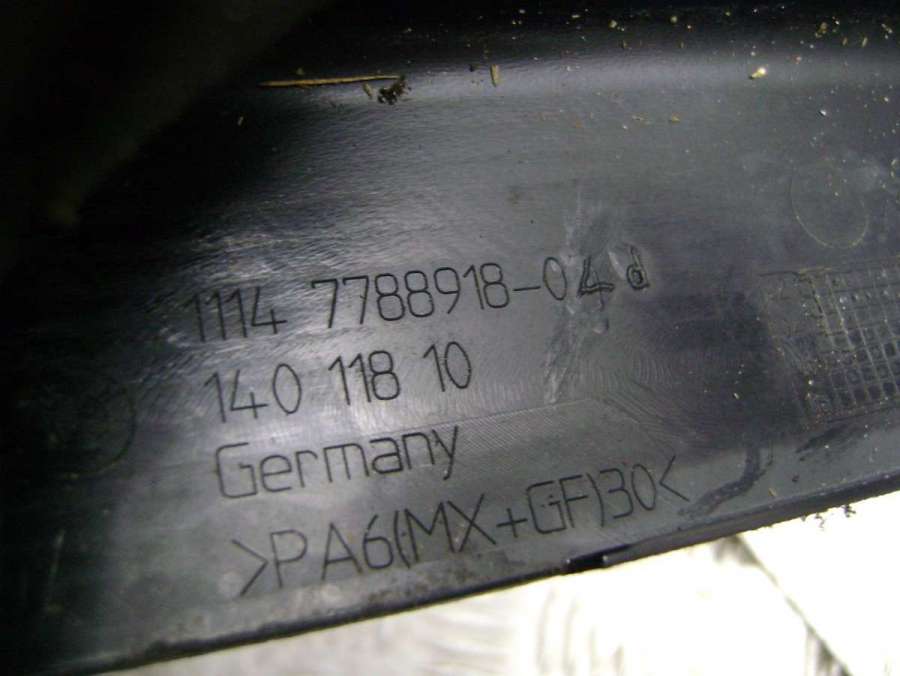 1114 7788918-04 d
140 118 10
Germany
>PA6(MX+GF)30<